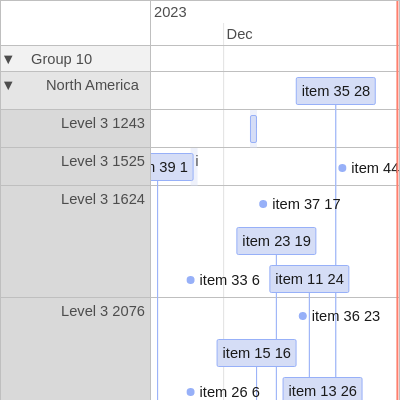 2023
Dec
▼ Group 10
▼ North America
item 35 28
Level 3 1243
Level 3 1525
39 1
i
item 44
Level 3 1624
item 37 17
item 23 19
item 33 6
item 11 24
Level 3 2076
item 36 23
item 15 16
item 26 6
item 13 26